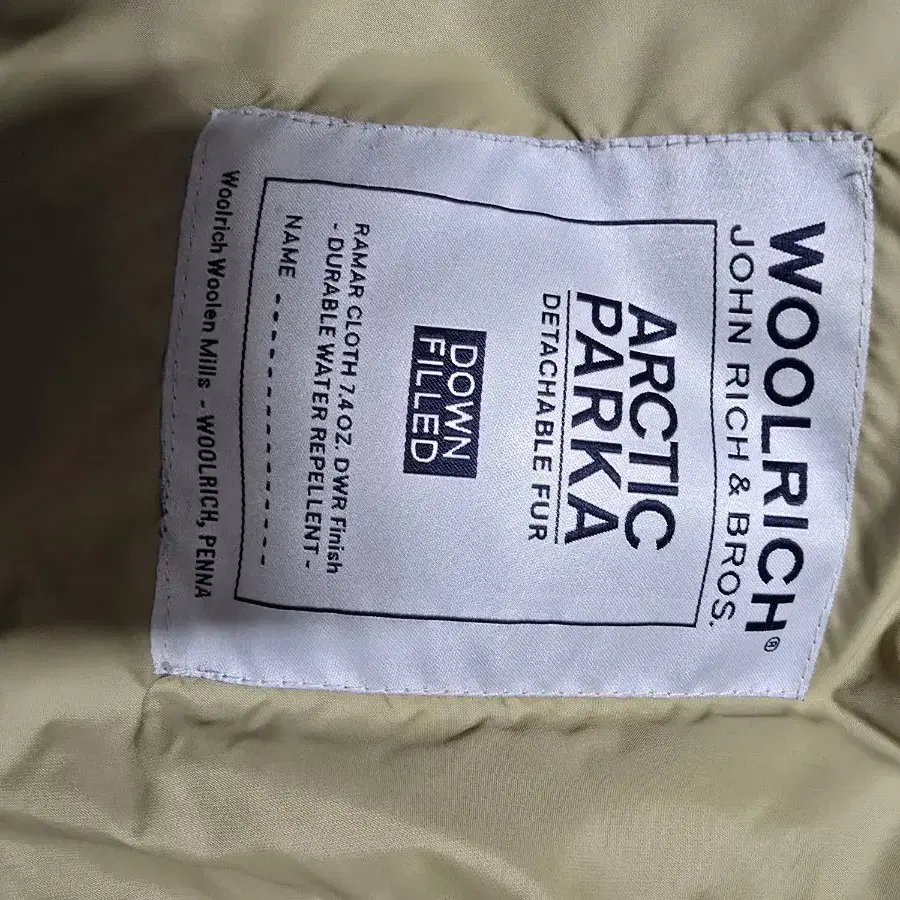 WOOLRICH®
JOHN RICH & BROS.
ARCTIC
PARKA
DETACHABLE FUR
DOWN
FILLED
RAMAR CLOTH 7.4 OZ. DWR Finish
- DURABLE WATER REPELLENT -
NAME - - - - - - - - - - - - - -
Woolrich Woolen Mills - WOOLRICH, PENNA